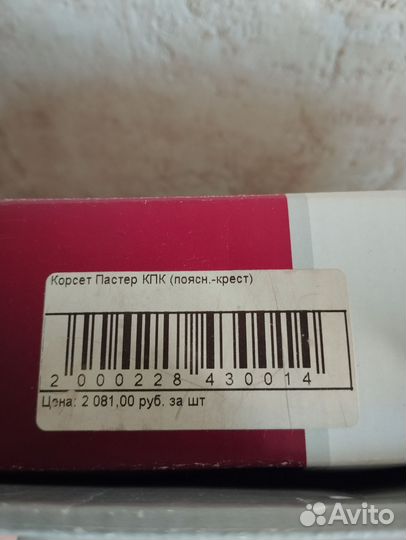 Корсет Пастер КПК (поясн.-крест)
2 000228 430014
Цена: 2 081,00 руб. за шт
Avito